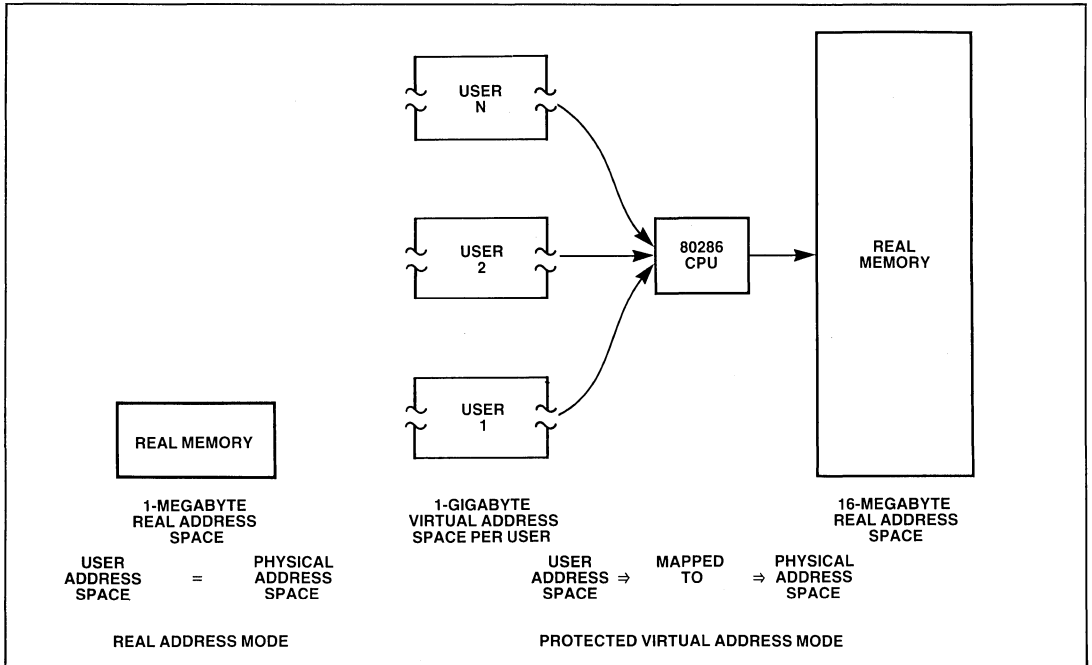 USER
N
USER
2
80286
CPU
REAL
MEMORY
USER
1
REAL MEMORY
1-MEGABYTE
REAL ADDRESS
SPACE
1-GIGABYTE
VIRTUAL ADDRESS
SPACE PER USER
16-MEGABYTE
REAL ADDRESS
SPACE
USER
ADDRESS
SPACE
=
PHYSICAL
ADDRESS
SPACE
USER
ADDRESS ⇒
SPACE
MAPPED
TO
PHYSICAL
⇒ ADDRESS
SPACE
REAL ADDRESS MODE
PROTECTED VIRTUAL ADDRESS MODE